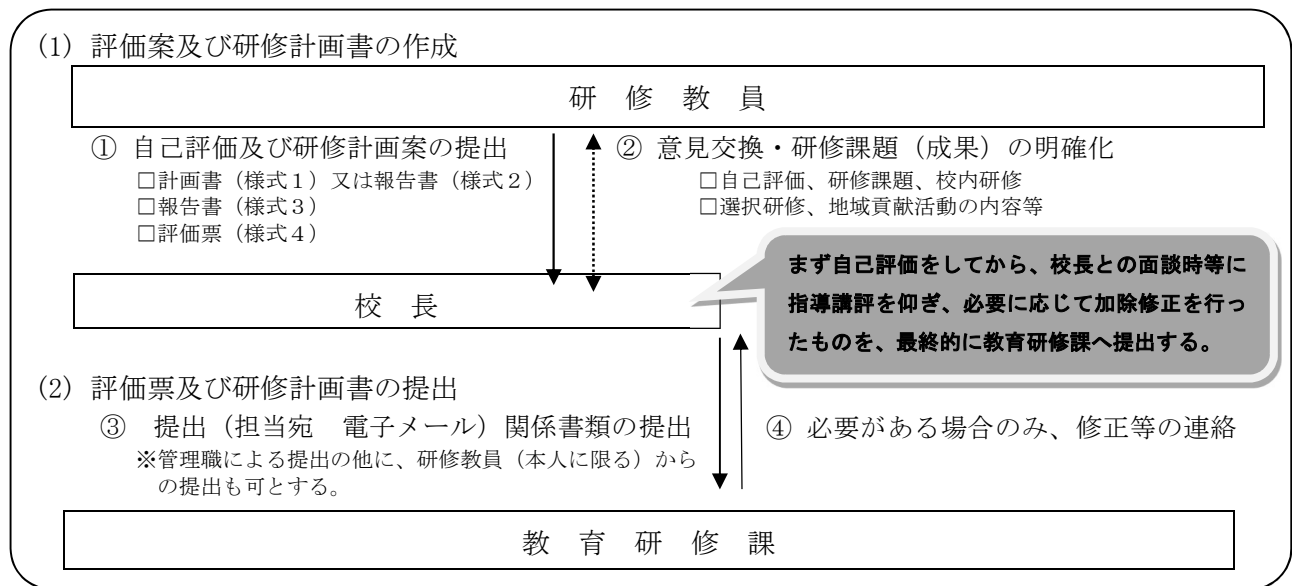 (1) 評価案及び研修計画書の作成
研 修 教 員
① 自己評価及び研修計画案の提出
□計画書（様式１）又は報告書（様式２）
□報告書（様式３）
□評価票（様式４）
② 意見交換・研修課題（成果）の明確化
□自己評価、研修課題、校内研修
□選択研修、地域貢献活動の内容等
まず自己評価をしてから、校長との面談時等に
指導講評を仰ぎ、必要に応じて加除修正を行っ
たものを、最終的に教育研修課へ提出する。
校 長
(2) 評価票及び研修計画書の提出
③ 提出（担当宛 電子メール）関係書類の提出
※管理職による提出の他に、研修教員（本人に限る）から
の提出も可とする。
④ 必要がある場合のみ、修正等の連絡
教 育 研 修 課